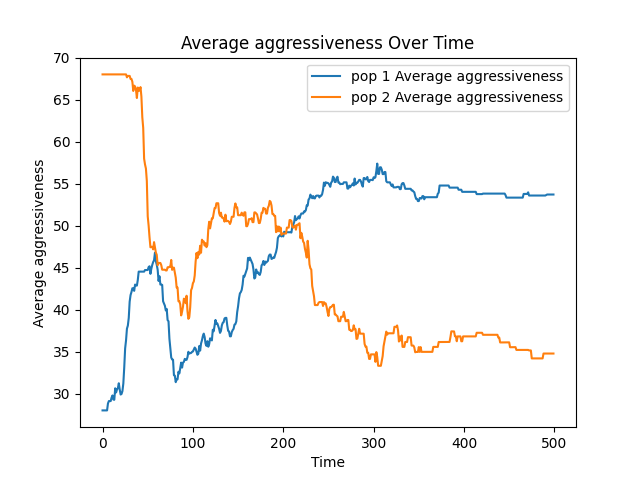 Average aggressiveness Over Time
pop 1 Average aggressiveness
pop 2 Average aggressiveness
70
65
60
55
50
45
40
35
30
Average aggressiveness
0 100 200 300 400 500
Time